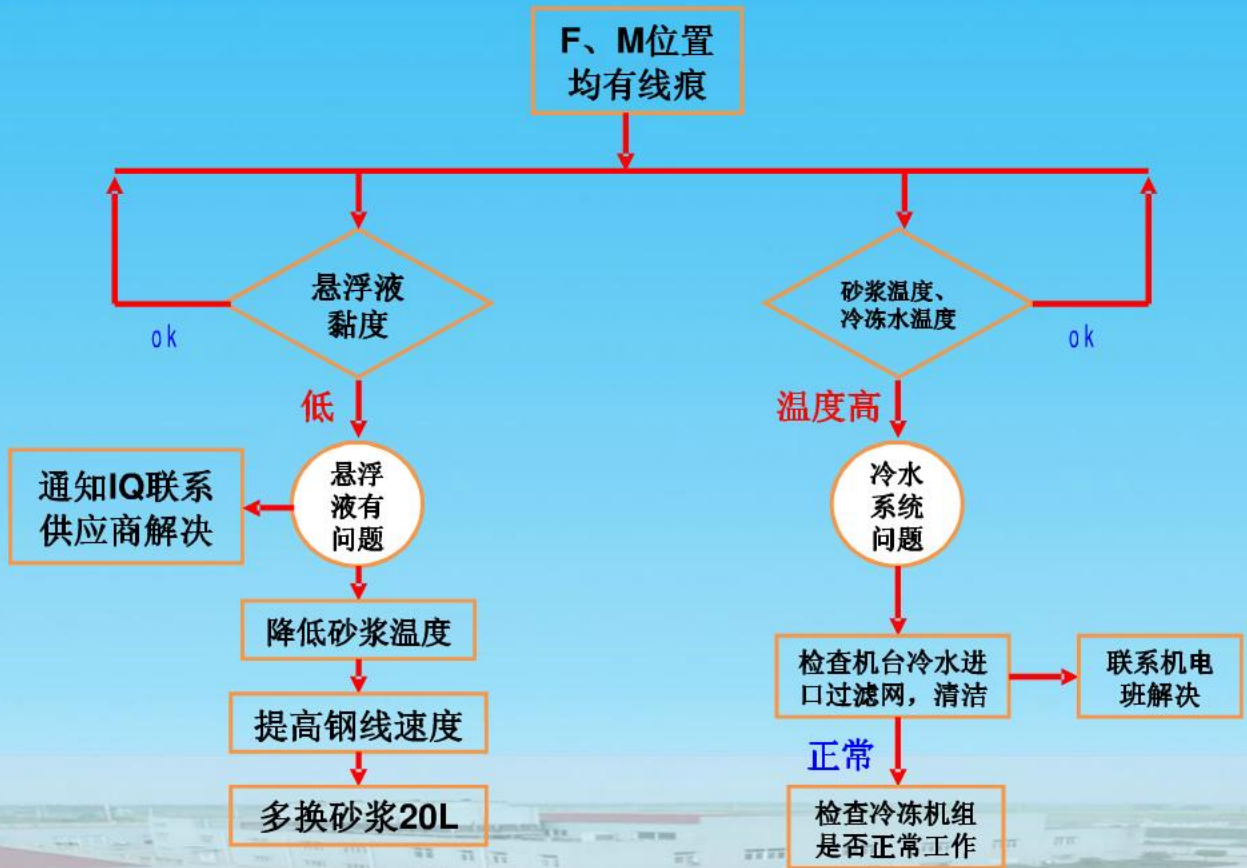 F、M位置
均有线痕
悬浮液
黏度
砂浆温度、
冷冻水温度
ok
ok
低
温度高
通知IQ联系
供应商解决
悬浮
液有
问题
冷水
系统
问题
降低砂浆温度
检查机台冷水进
口过滤网，清洁
联系机电
班解决
提高钢线速度
正常
多换砂浆20L
检查冷冻机组
是否正常工作